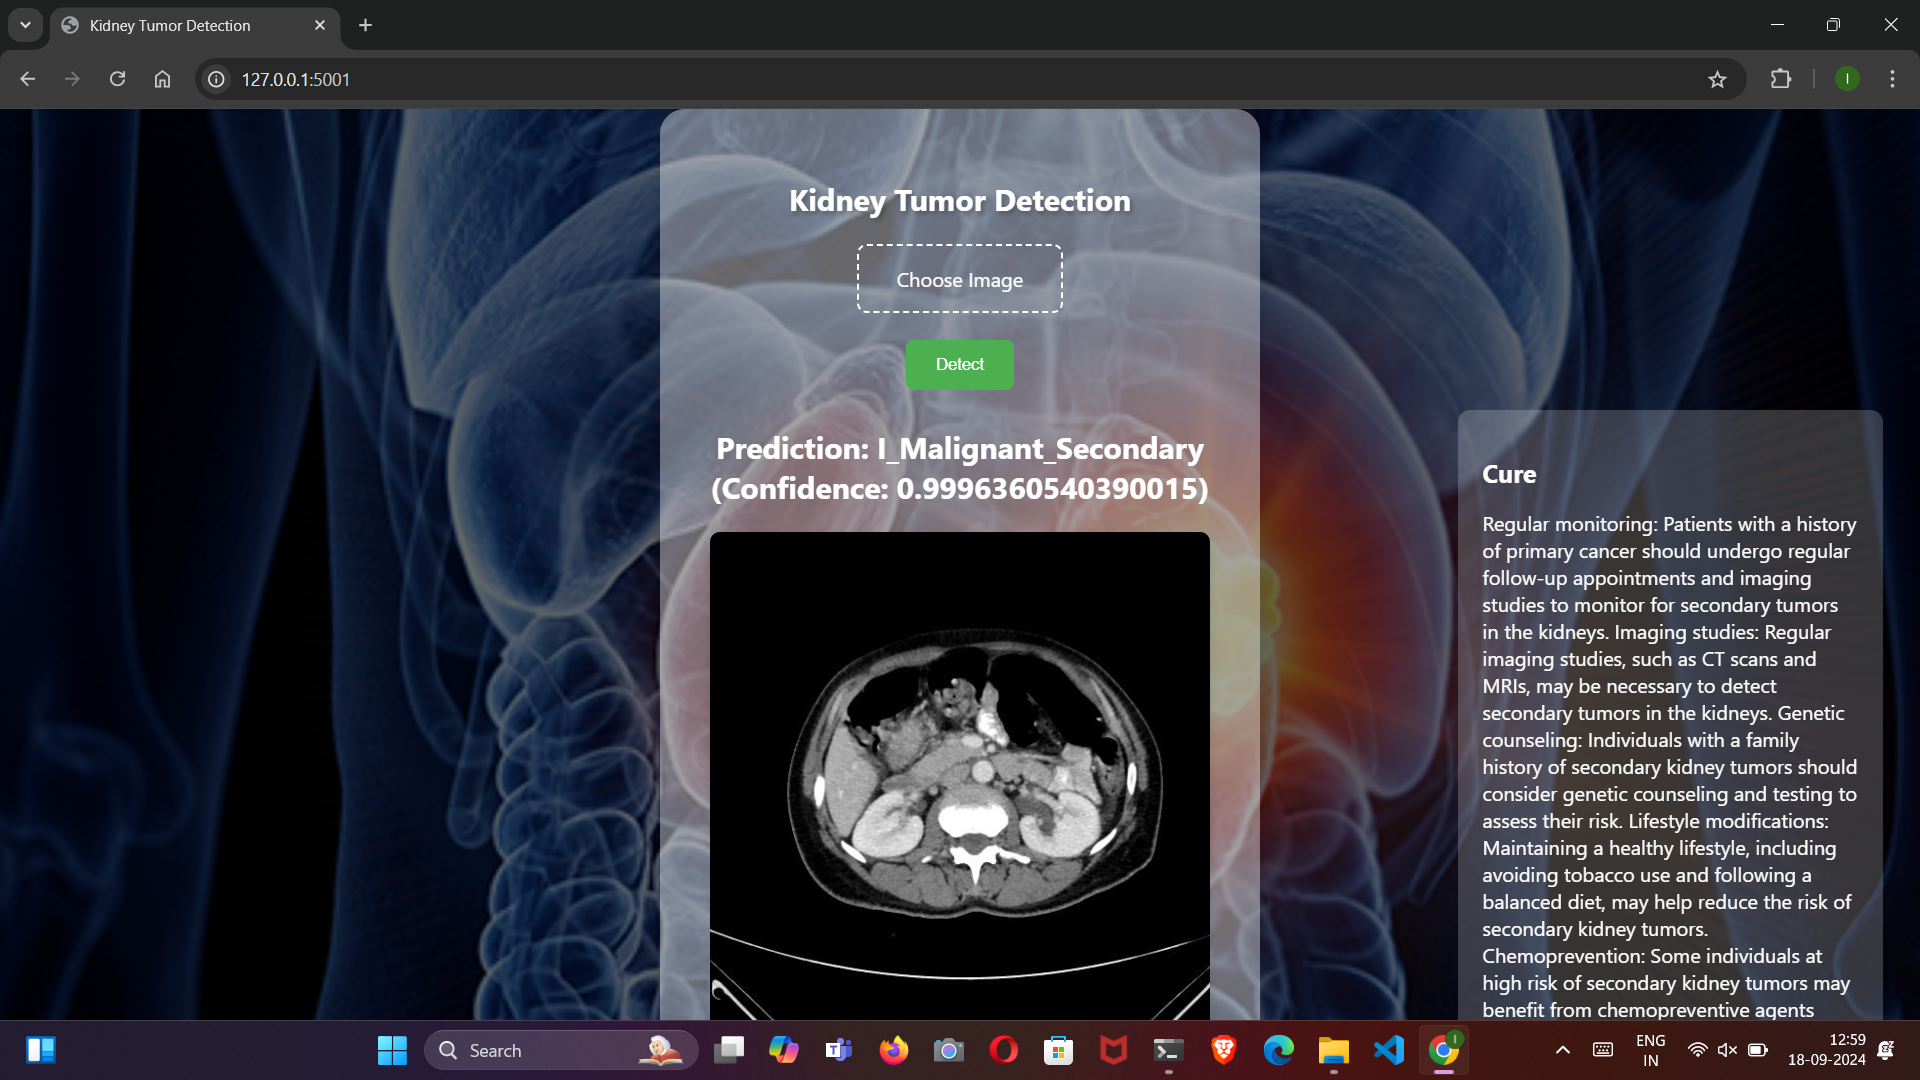 Kidney Tumor Detection
127.0.0.1:5001
I
Kidney Tumor Detection
Choose Image
Detect
Prediction: I_Malignant_Secondary
(Confidence: 0.9996360540390015)
Cure
Regular monitoring: Patients with a history
of primary cancer should undergo regular
follow-up appointments and imaging
studies to monitor for secondary tumors
in the kidneys. Imaging studies: Regular
imaging studies, such as CT scans and
MRIs, may be necessary to detect
secondary tumors in the kidneys. Genetic
counseling: Individuals with a family
history of secondary kidney tumors should
consider genetic counseling and testing to
assess their risk. Lifestyle modifications:
Maintaining a healthy lifestyle, including
avoiding tobacco use and following a
balanced diet, may help reduce the risk of
secondary kidney tumors.
Chemoprevention: Some individuals at
high risk of secondary kidney tumors may
benefit from chemopreventive agents
Search
ENG
IN
12:59
18-09-2024